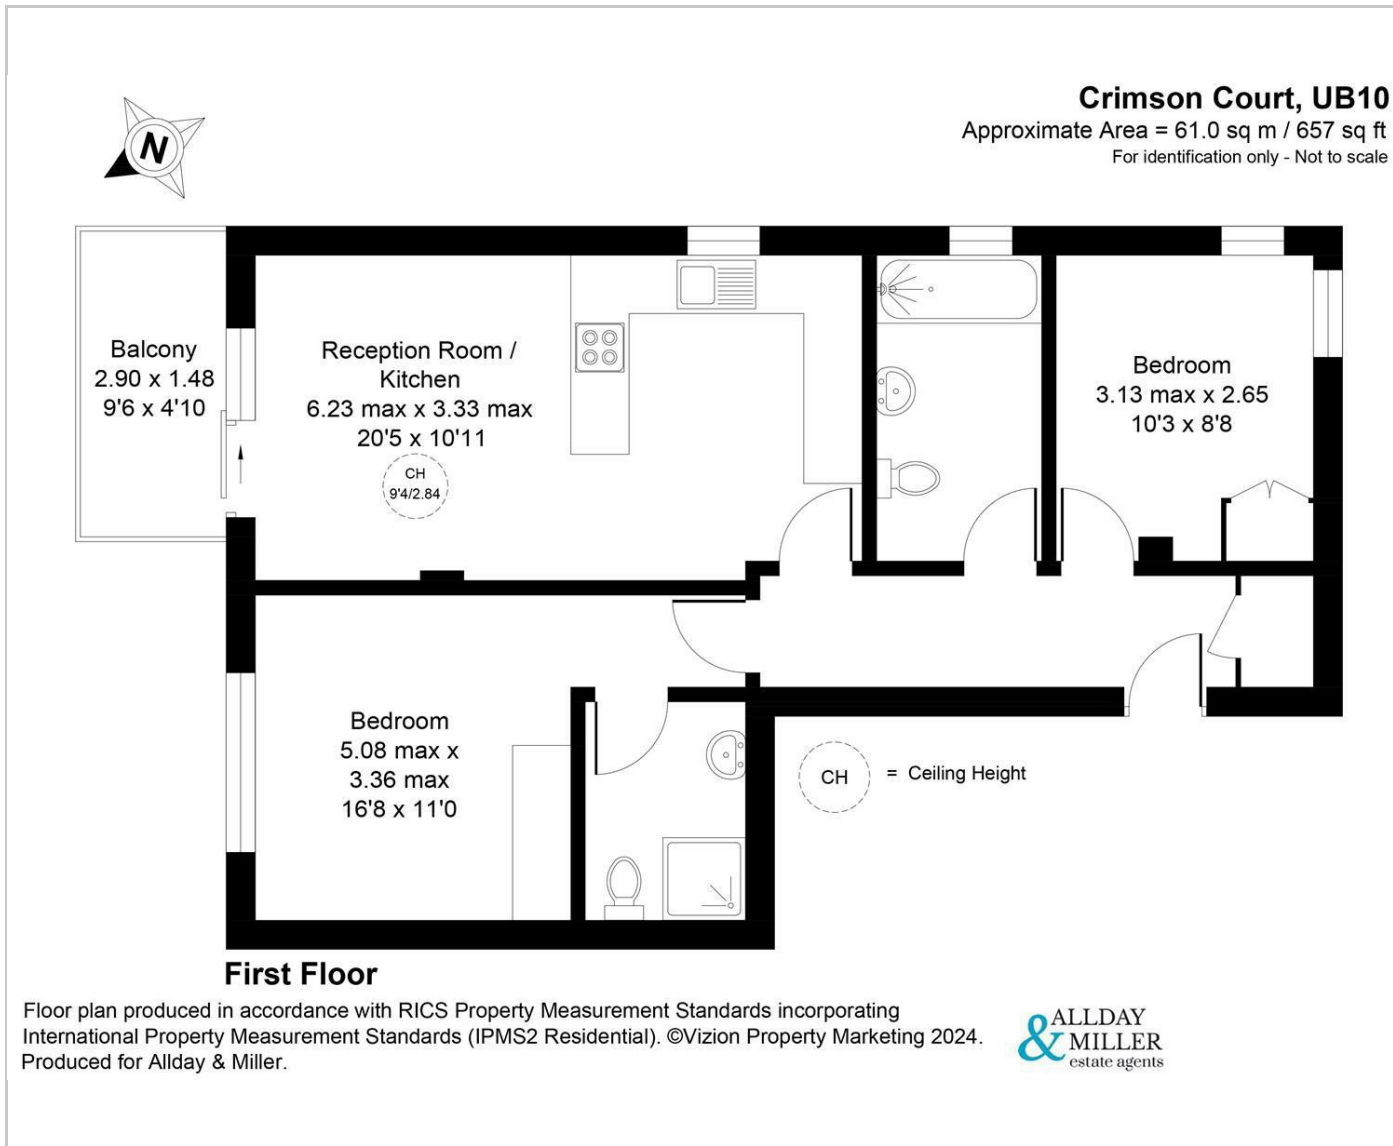 Crimson Court, UB10
Approximate Area = 61.0 sq m / 657 sq ft
For identification only - Not to scale
N
Balcony
2.90 x 1.48
9'6 x 4'10
Reception Room /
Kitchen
6.23 max x 3.33 max
20'5 x 10'11
CH
9'4/2.84
Bedroom
3.13 max x 2.65
10'3 x 8'8
Bedroom
5.08 max x
3.36 max
16'8 x 11'0
CH = Ceiling Height
First Floor
Floor plan produced in accordance with RICS Property Measurement Standards incorporating
International Property Measurement Standards (IPMS2 Residential). ©Vizion Property Marketing 2024.
Produced for Allday & Miller.
ALLDAY
& MILLER
estate agents